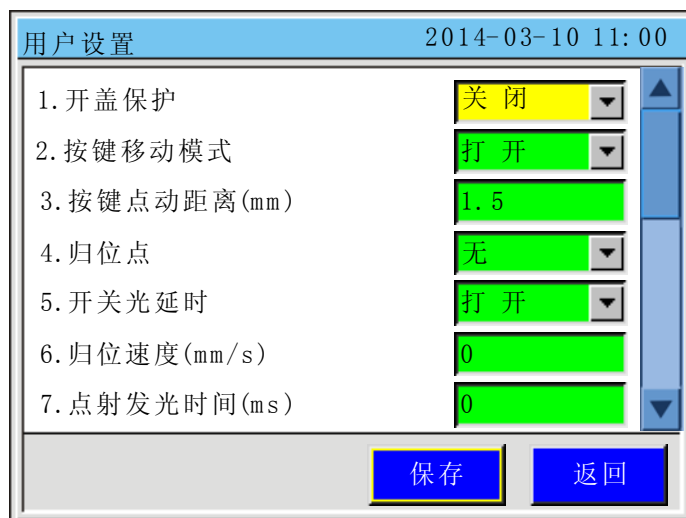 用户设置 2014-03-10 11:00
1.开盖保护 关 闭
2.按键移动模式 打 开
3.按键点动距离(mm) 1.5
4.归位点 无
5.开关光延时 打 开
6.归位速度(mm/s) 0
7.点射发光时间(ms) 0
保存 返回